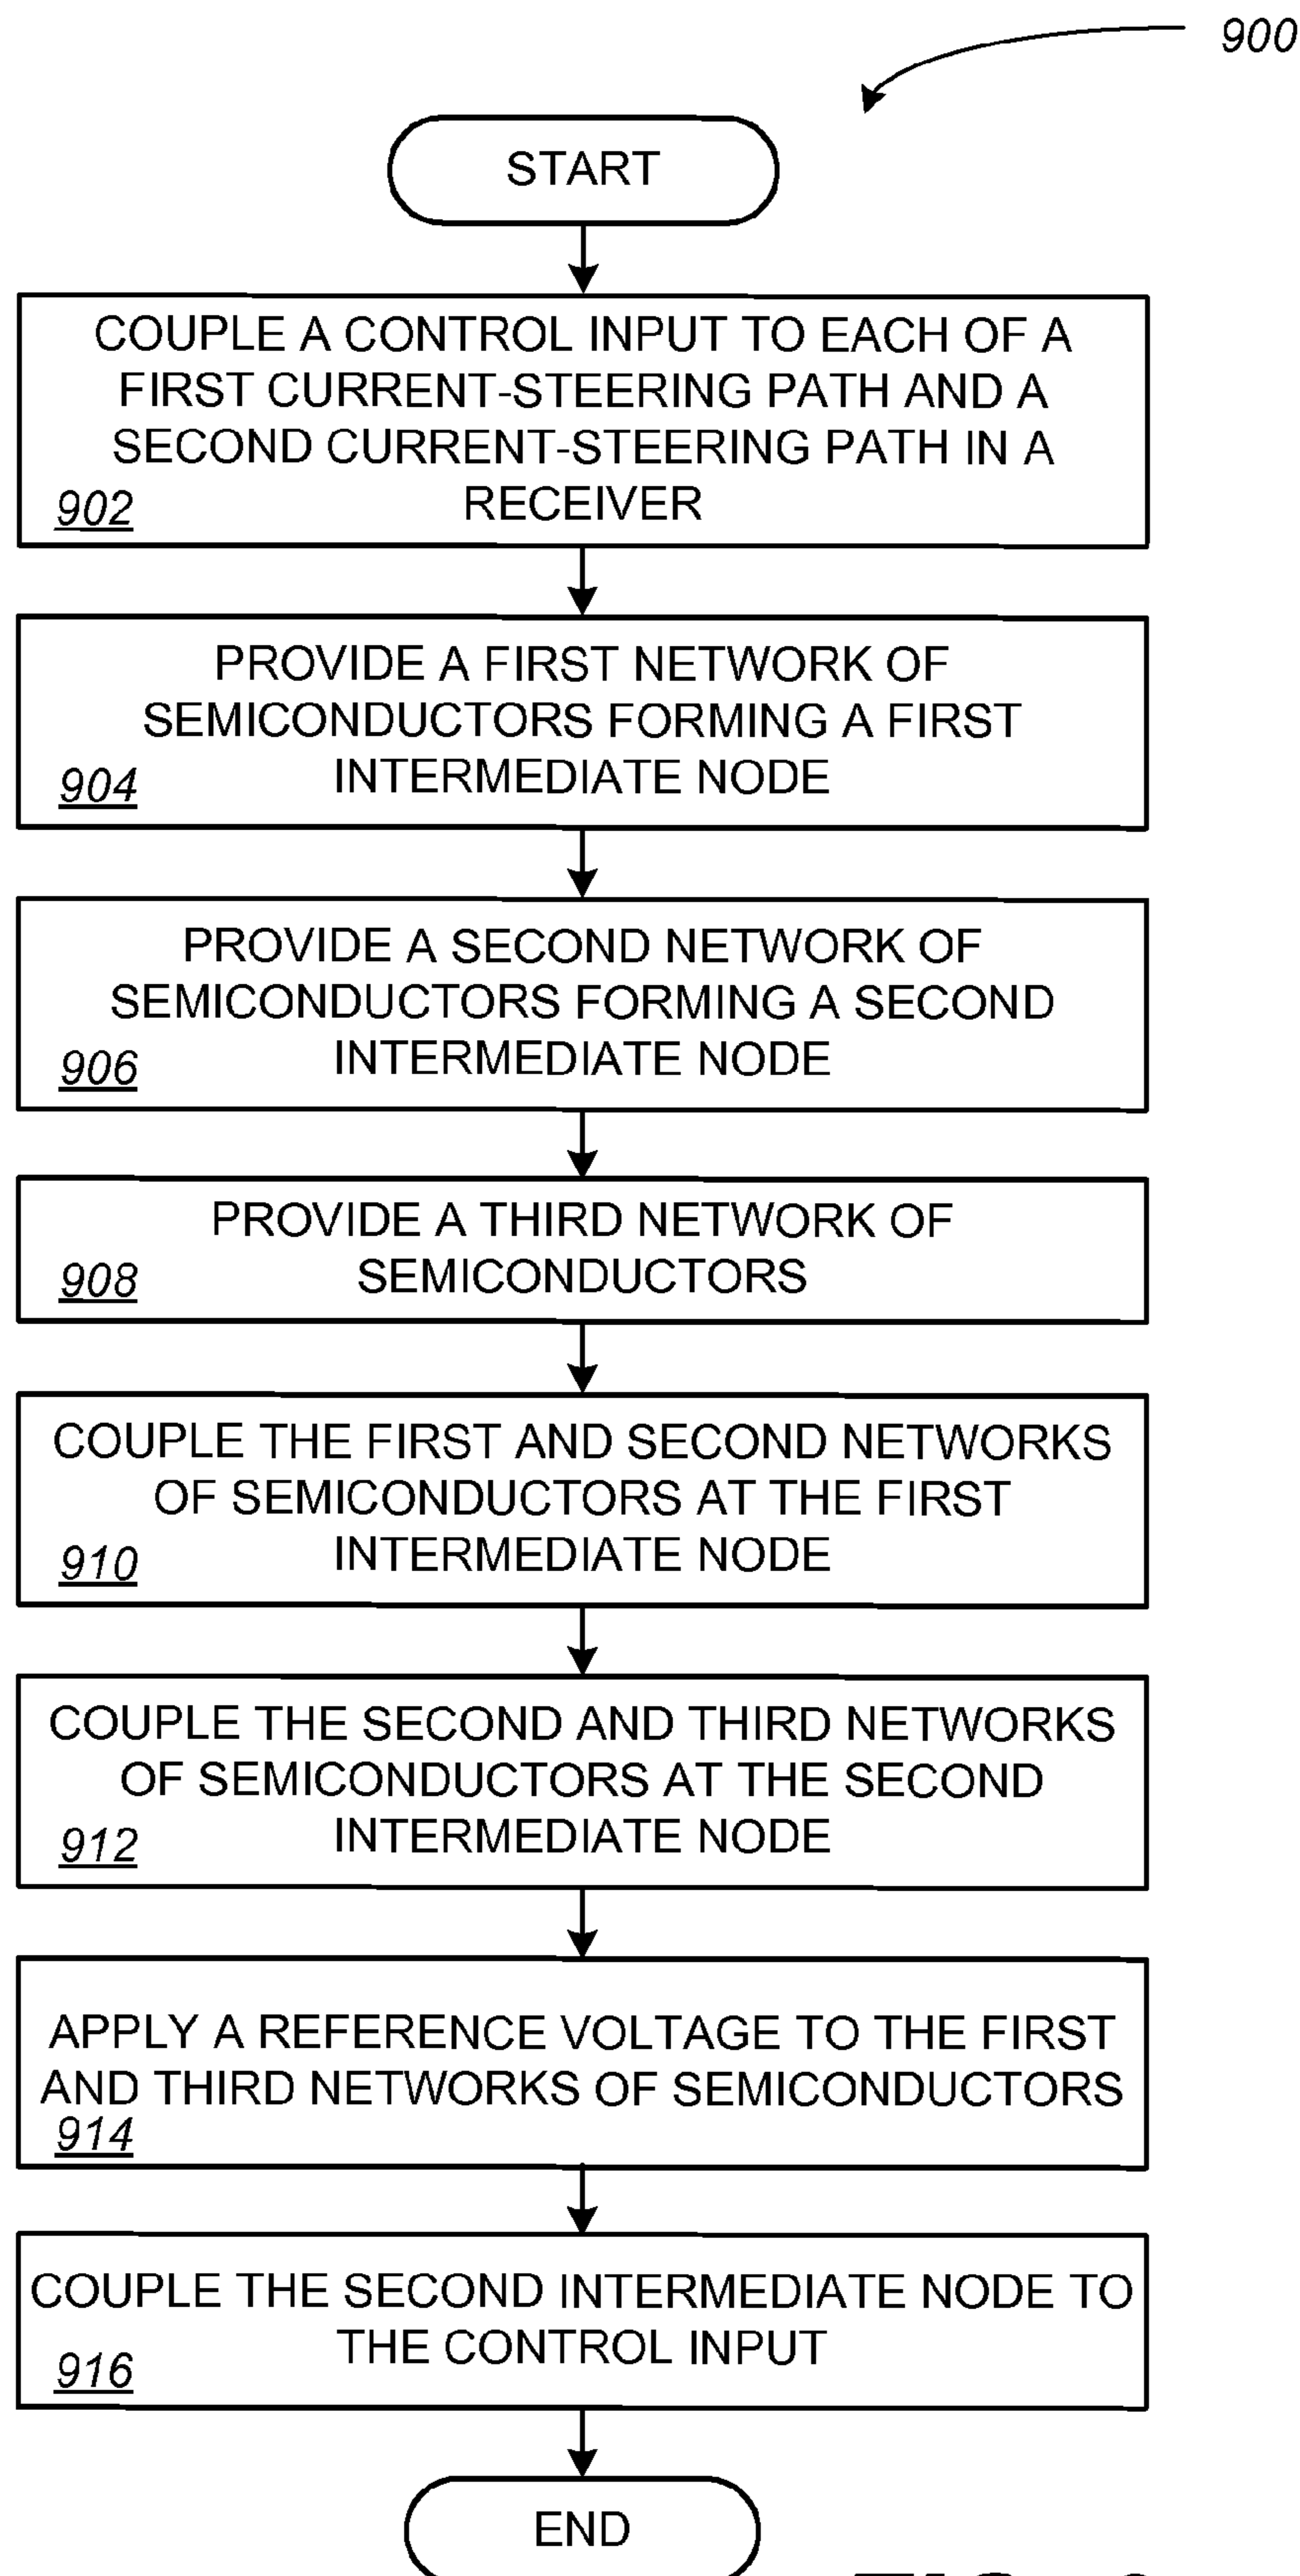 900
START
COUPLE A CONTROL INPUT TO EACH OF A
FIRST CURRENT-STEERING PATH AND A
SECOND CURRENT-STEERING PATH IN A
RECEIVER
902
PROVIDE A FIRST NETWORK OF
SEMICONDUCTORS FORMING A FIRST
INTERMEDIATE NODE
904
PROVIDE A SECOND NETWORK OF
SEMICONDUCTORS FORMING A SECOND
INTERMEDIATE NODE
906
PROVIDE A THIRD NETWORK OF
SEMICONDUCTORS
908
COUPLE THE FIRST AND SECOND NETWORKS
OF SEMICONDUCTORS AT THE FIRST
INTERMEDIATE NODE
910
COUPLE THE SECOND AND THIRD NETWORKS
OF SEMICONDUCTORS AT THE SECOND
INTERMEDIATE NODE
912
APPLY A REFERENCE VOLTAGE TO THE FIRST
AND THIRD NETWORKS OF SEMICONDUCTORS
914
COUPLE THE SECOND INTERMEDIATE NODE TO
THE CONTROL INPUT
916
END